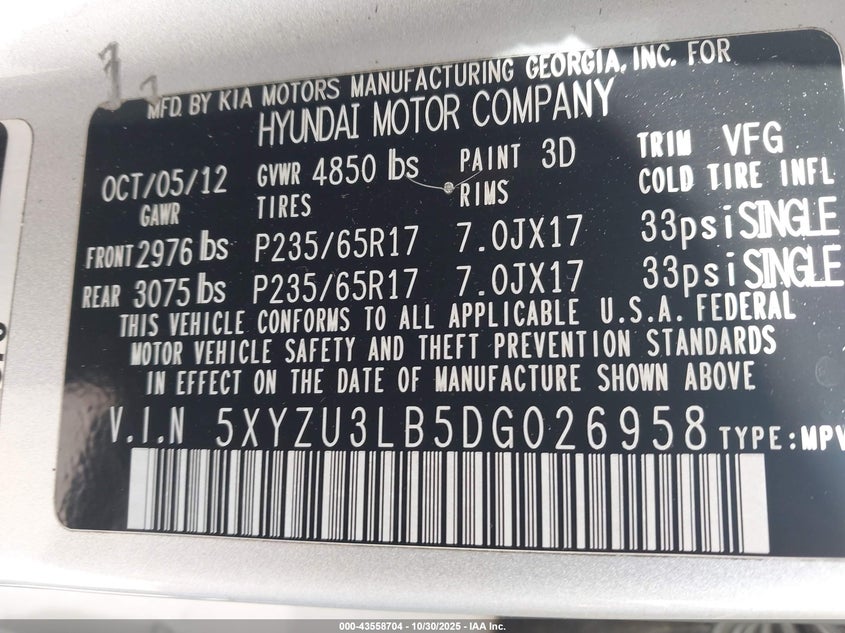 MFD. BY KIA MOTORS MANUFACTURING GEORGIA, INC. FOR
HYUNDAI MOTOR COMPANY
OCT/05/12 GVWR 4850 lbs PAINT 3D TRIM VFG
GAWR TIRES RIMS COLD TIRE INFL
FRONT 2976 lbs P235/65R17 7.0JX17 33psi SINGLE
REAR 3075 lbs P235/65R17 7.0JX17 33psi SINGLE
THIS VEHICLE CONFORMS TO ALL APPLICABLE U.S.A. FEDERAL
MOTOR VEHICLE SAFETY AND THEFT PREVENTION STANDARDS
IN EFFECT ON THE DATE OF MANUFACTURE SHOWN ABOVE
V.I.N 5XYZU3LB5DG026958 TYPE:MPV
000-43558704 - 10/30/2025 - IAA Inc.